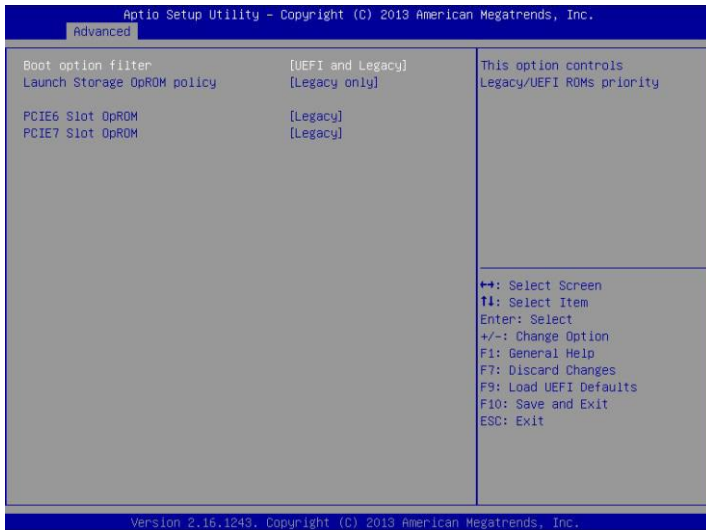 Aptio Setup Utility – Copyright (C) 2013 American Megatrends, Inc.
Advanced
Boot option filter [UEFI and Legacy]
Launch Storage OpROM policy [Legacy only]
PCIE6 Slot OpROM [Legacy]
PCIE7 Slot OpROM [Legacy]
This option controls
Legacy/UEFI ROMs priority
↔: Select Screen
↑↓: Select Item
Enter: Select
+/-: Change Option
F1: General Help
F7: Discard Changes
F9: Load UEFI Defaults
F10: Save and Exit
ESC: Exit
Version 2.16.1243. Copyright (C) 2013 American Megatrends, Inc.